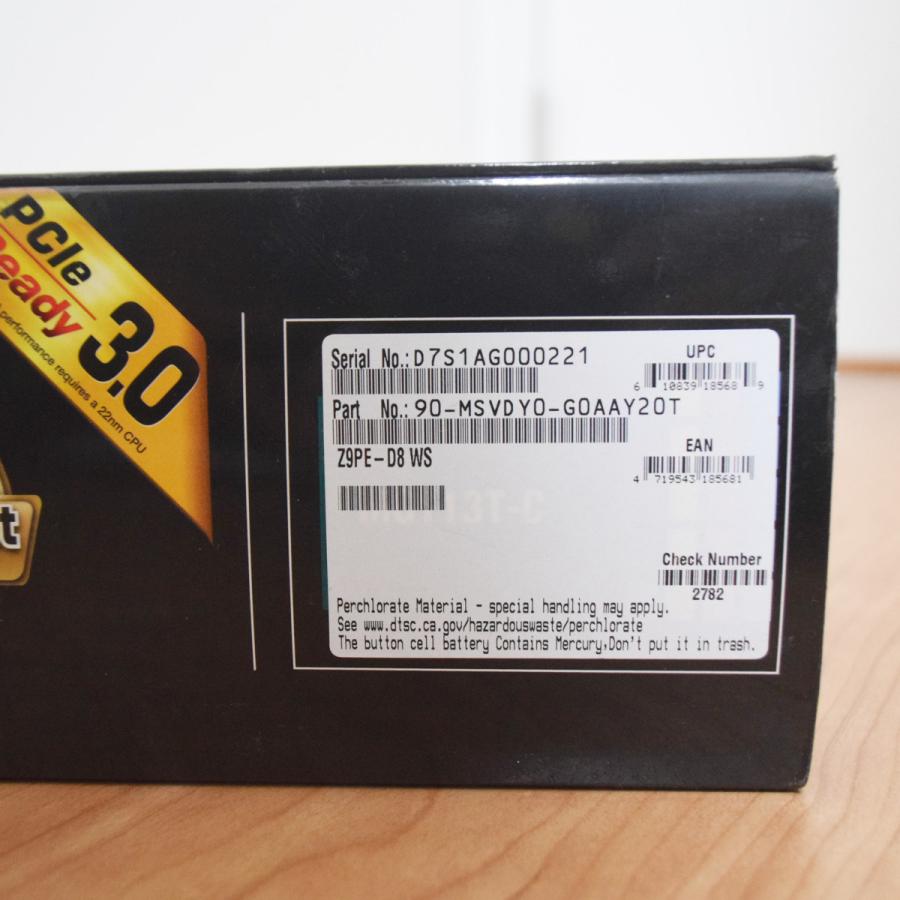 PCIe
Ready
3.0
performance requires a 22nm CPU
t
Serial No.: D7S1AG000221
UPC
6 10839 18568 9
Part No.: 90-MSVDY0-G0AAY20T
Z9PE-D8 WS
EAN
4 719543 185681
Check Number
2782
Perchlorate Material - special handling may apply.
See www.dtsc.ca.gov/hazardouswaste/perchlorate
The button cell battery Contains Mercury,Don't put it in trash.